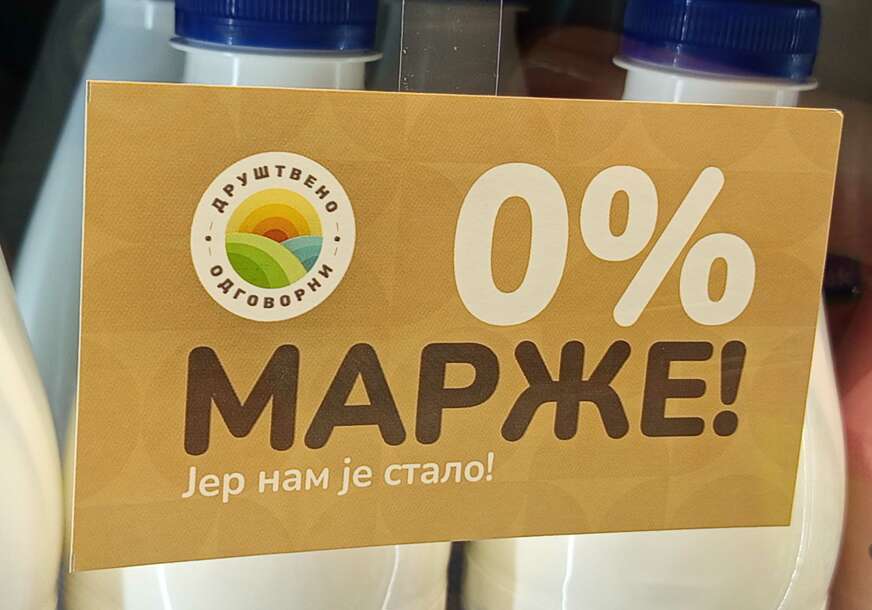 ДРУШТВЕНО
ОДГОВОРНИ
0%
МАРЖЕ!
Јер нам је стало!